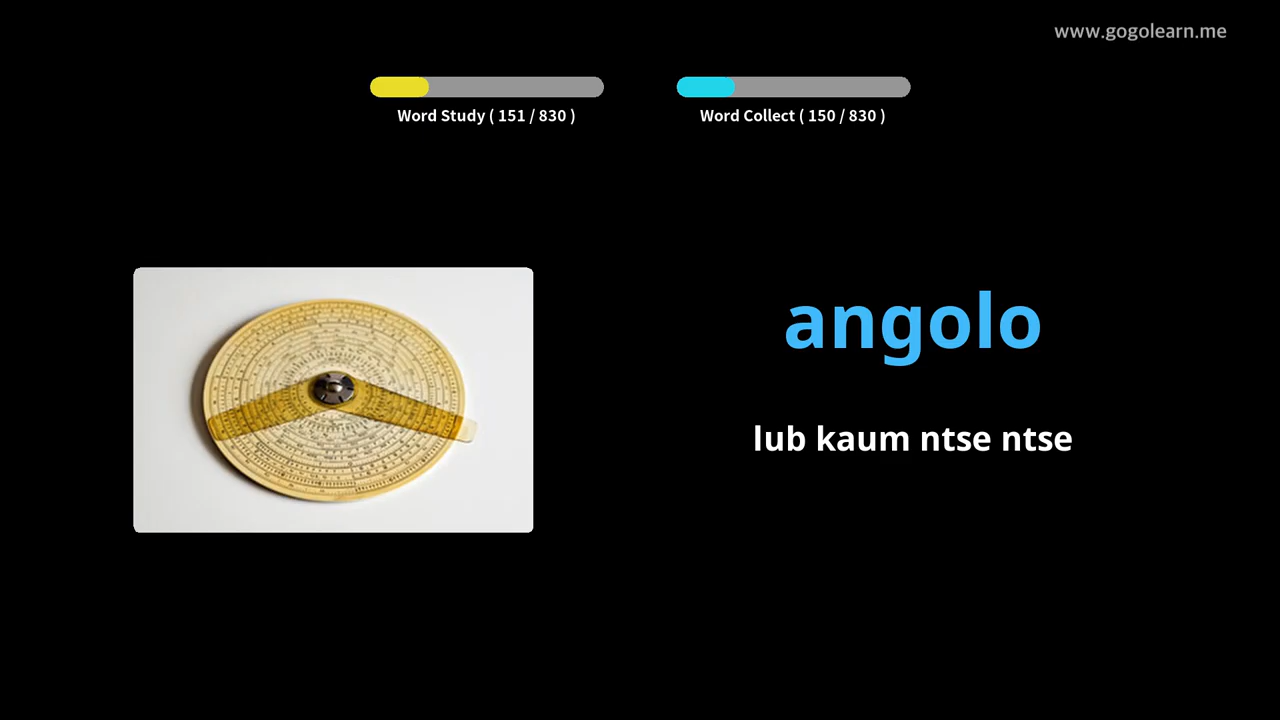 www.gogolearn.me
Word Study ( 151 / 830 )
Word Collect ( 150 / 830 )
angolo
lub kaum ntse ntse